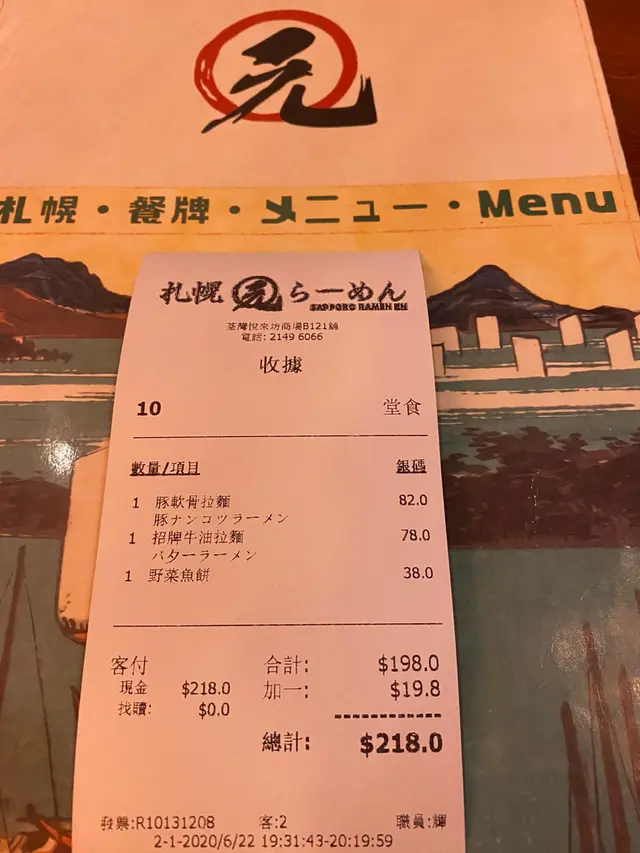 元
札幌・餐牌・メニュー・Menu
札幌 元 らーめん
SAPPORO RAMEN EN
荃灣悅來坊商場B121舖
電話: 2149 6066
收據
10 堂食
數量/項目 銀碼
1 豚軟骨拉麵 82.0
豚ナンコツラーメン
1 招牌牛油拉麵 78.0
バターラーメン
1 野菜魚餅 38.0
客付 合計: $198.0
現金 $218.0 加一: $19.8
找贖: $0.0
總計: $218.0
發票:R10131208 客:2 職員:輝
2-1-2020/6/22 19:31:43-20:19:59